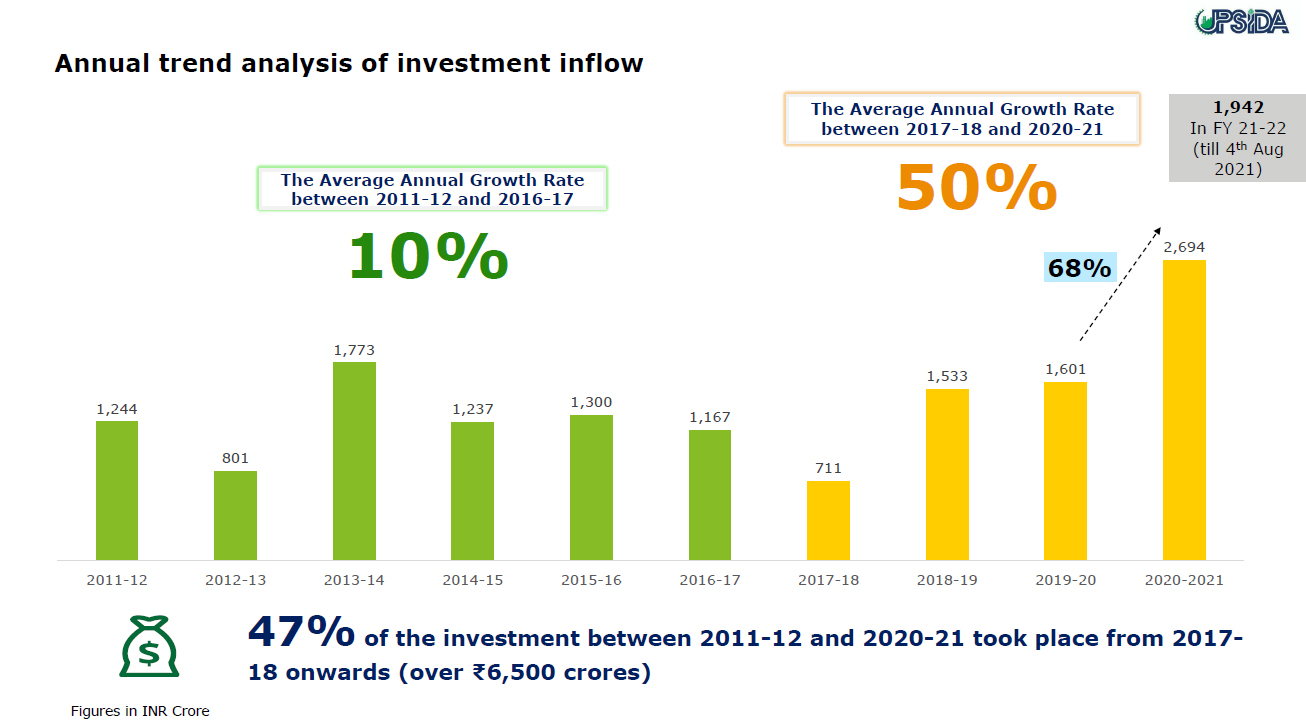 UPSIDA
Annual trend analysis of investment inflow
The Average Annual Growth Rate
between 2017-18 and 2020-21
50%
1,942
In FY 21-22
(till 4th Aug
2021)
The Average Annual Growth Rate
between 2011-12 and 2016-17
10%
68%
2,694
1,773
1,533
1,601
1,244
1,237
1,300
1,167
801
711
2011-12 2012-13 2013-14 2014-15 2015-16 2016-17 2017-18 2018-19 2019-20 2020-2021
$
47% of the investment between 2011-12 and 2020-21 took place from 2017-
18 onwards (over ₹6,500 crores)
Figures in INR Crore